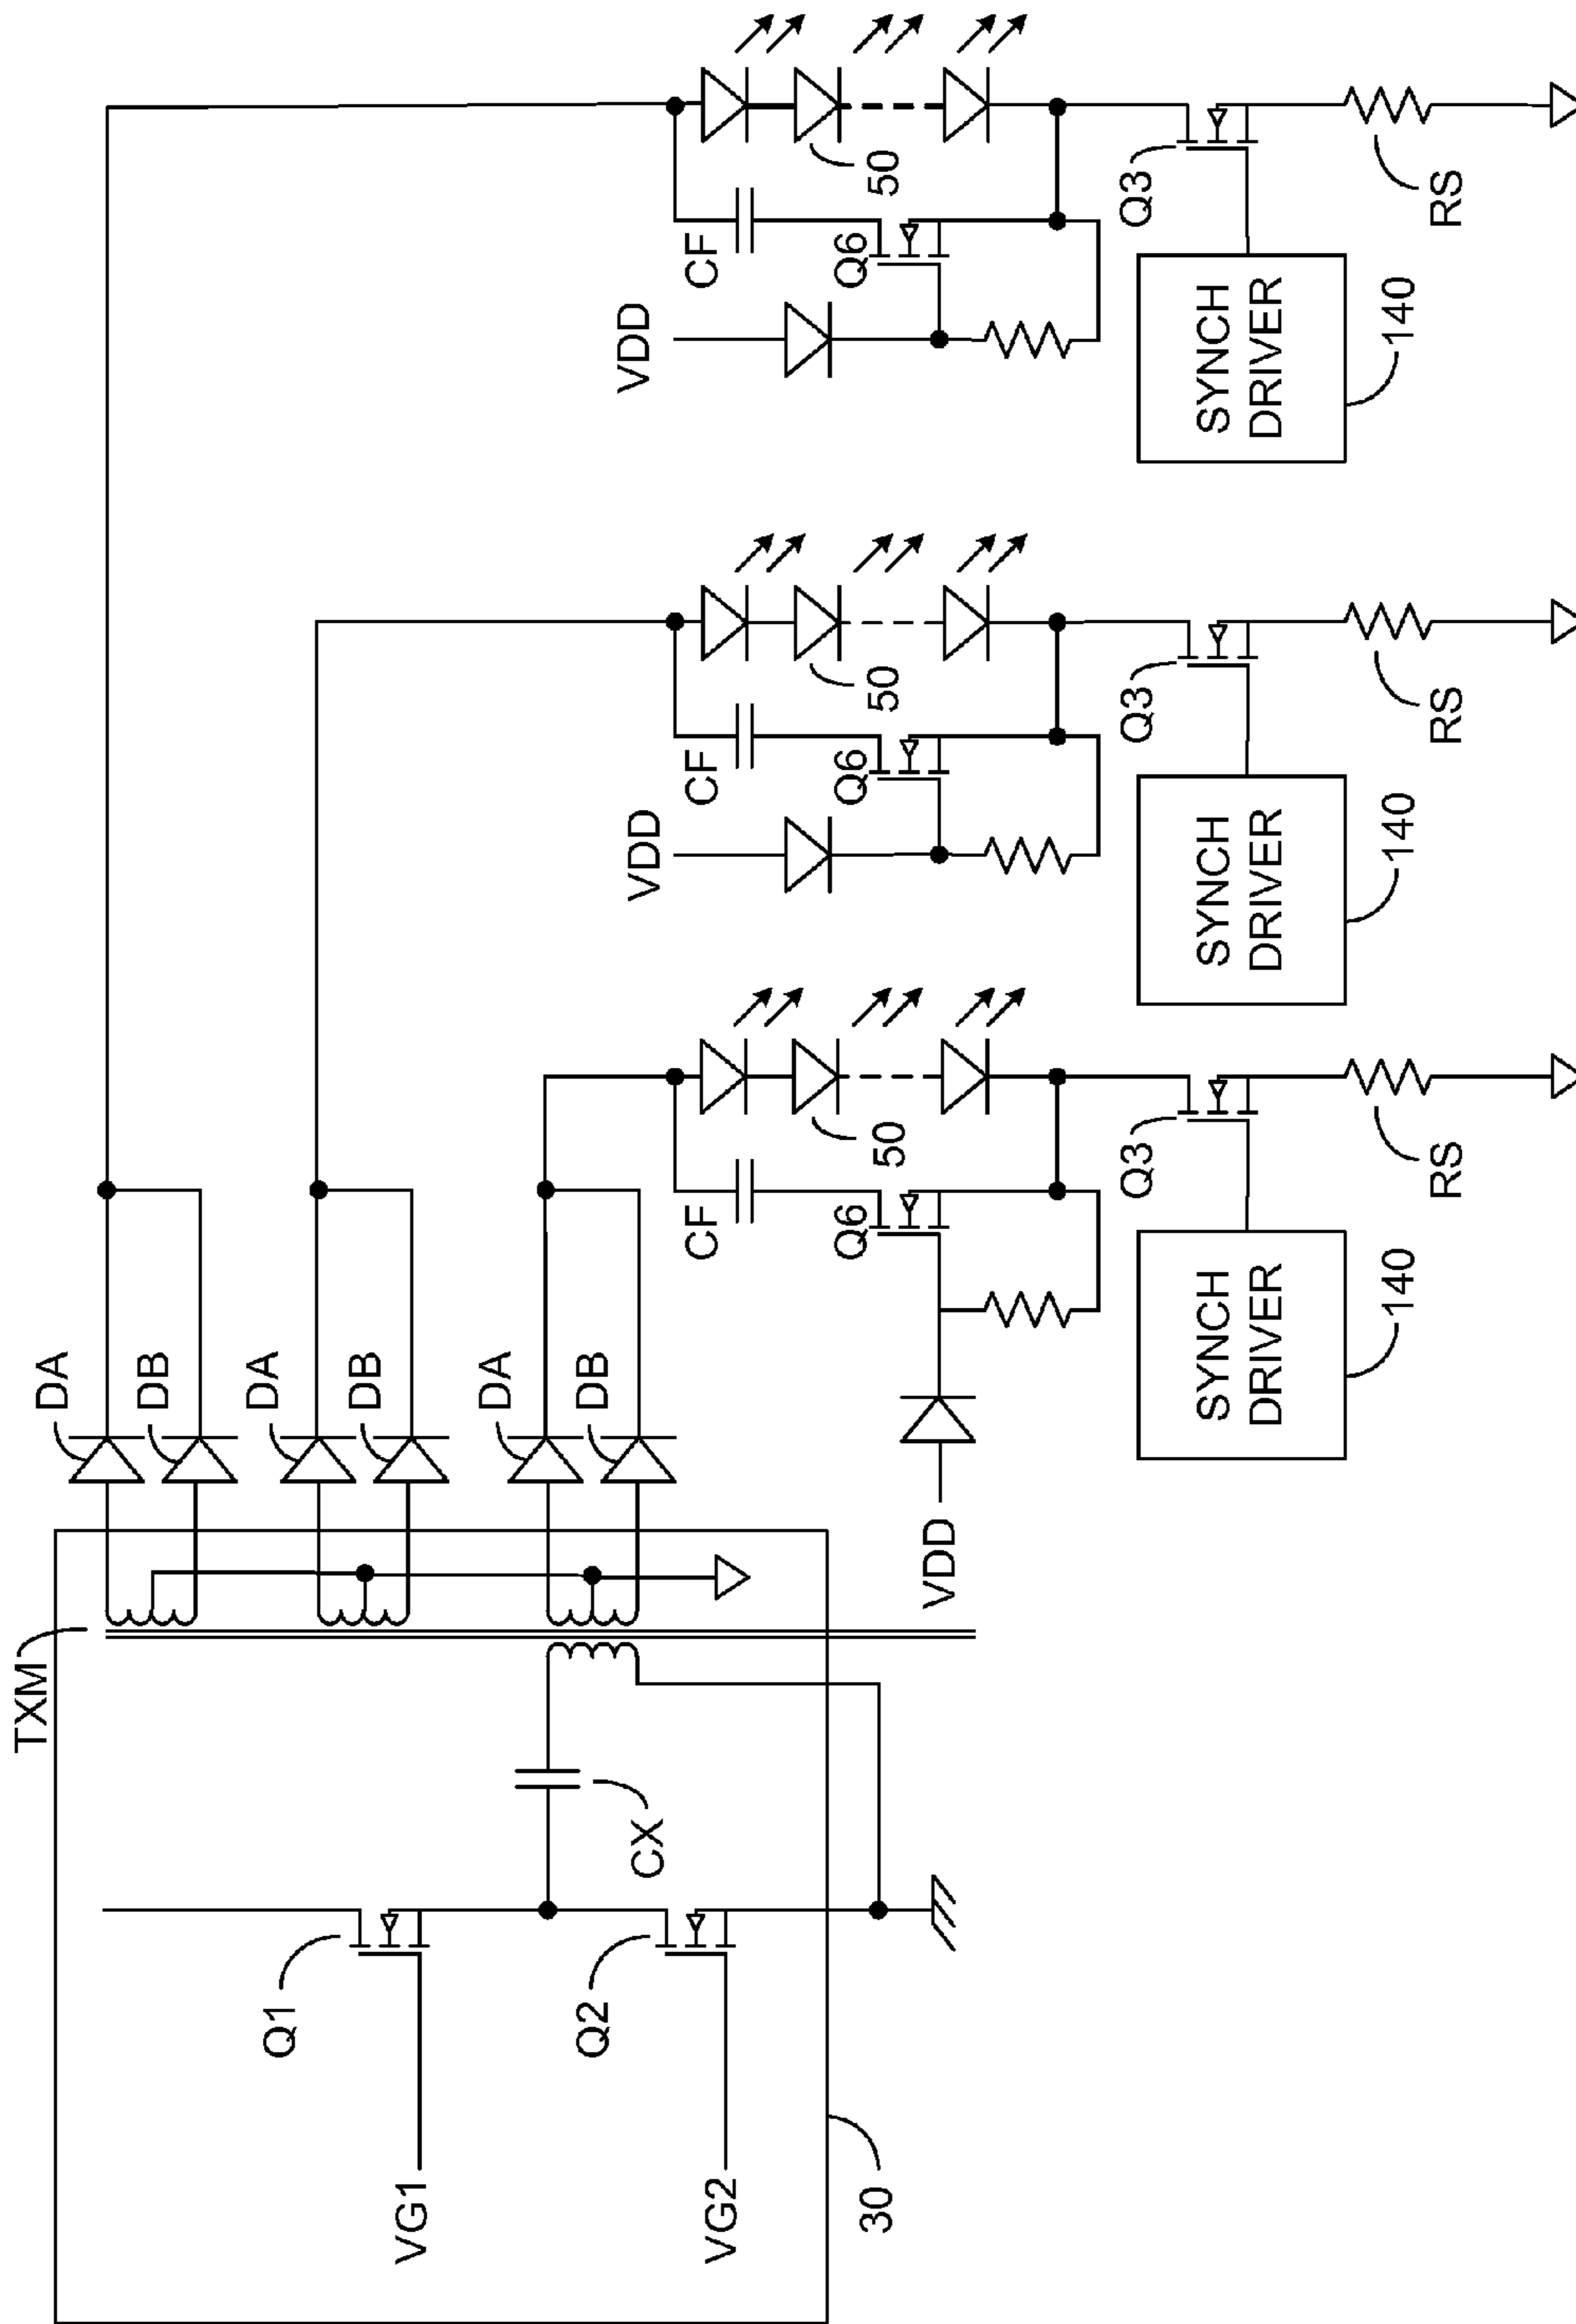 TXM
DA
DB
DA
DB
DA
DB
Q1
CX
Q2
VG1
VG2
30
VDD
CF
Q6
50
Q3
SYNCH
DRIVER
140
RS
VDD
CF
Q6
50
Q3
SYNCH
DRIVER
140
RS
VDD
CF
Q6
50
Q3
SYNCH
DRIVER
140
RS